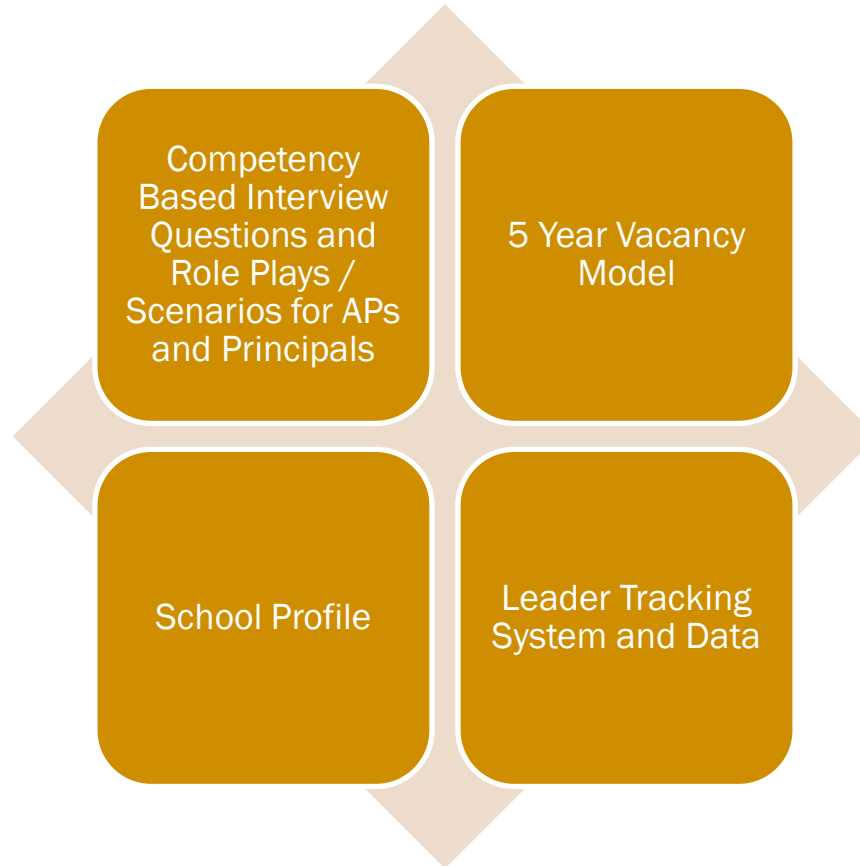 Competency
Based Interview
Questions and
Role Plays /
Scenarios for APs
and Principals
5 Year Vacancy
Model
School Profile
Leader Tracking
System and Data